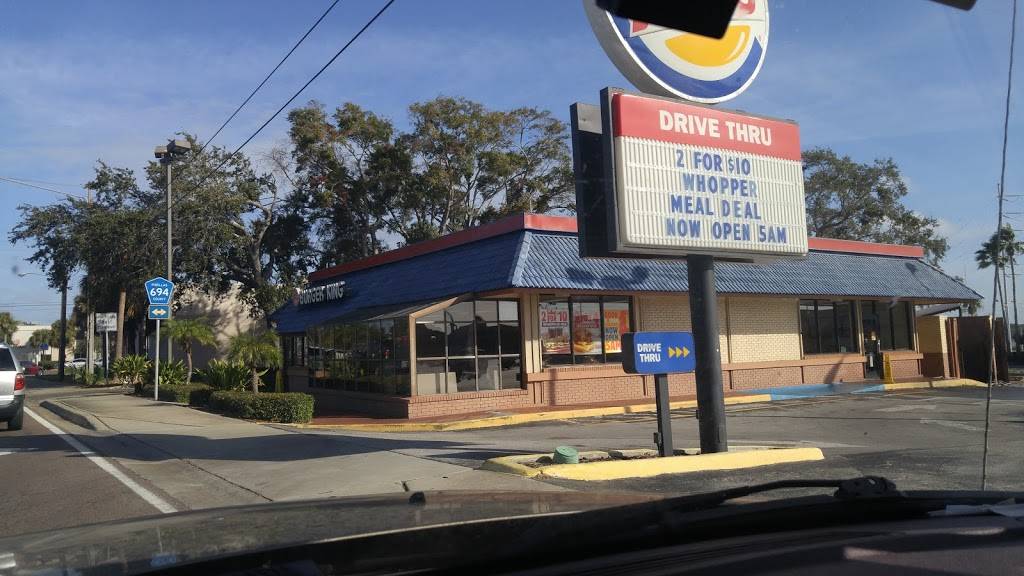 DRIVE THRU
2 FOR $10
WHOPPER
MEAL DEAL
NOW OPEN 5AM
BURGER KING
PINELLAS
694
COUNTY
2 for $10
DRIVE
THRU